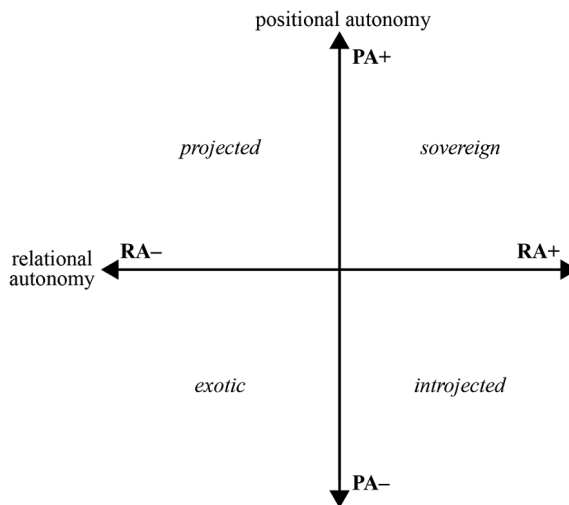 positional autonomy
PA+
projected
sovereign
relational
autonomy
RA−
RA+
exotic
introjected
PA−